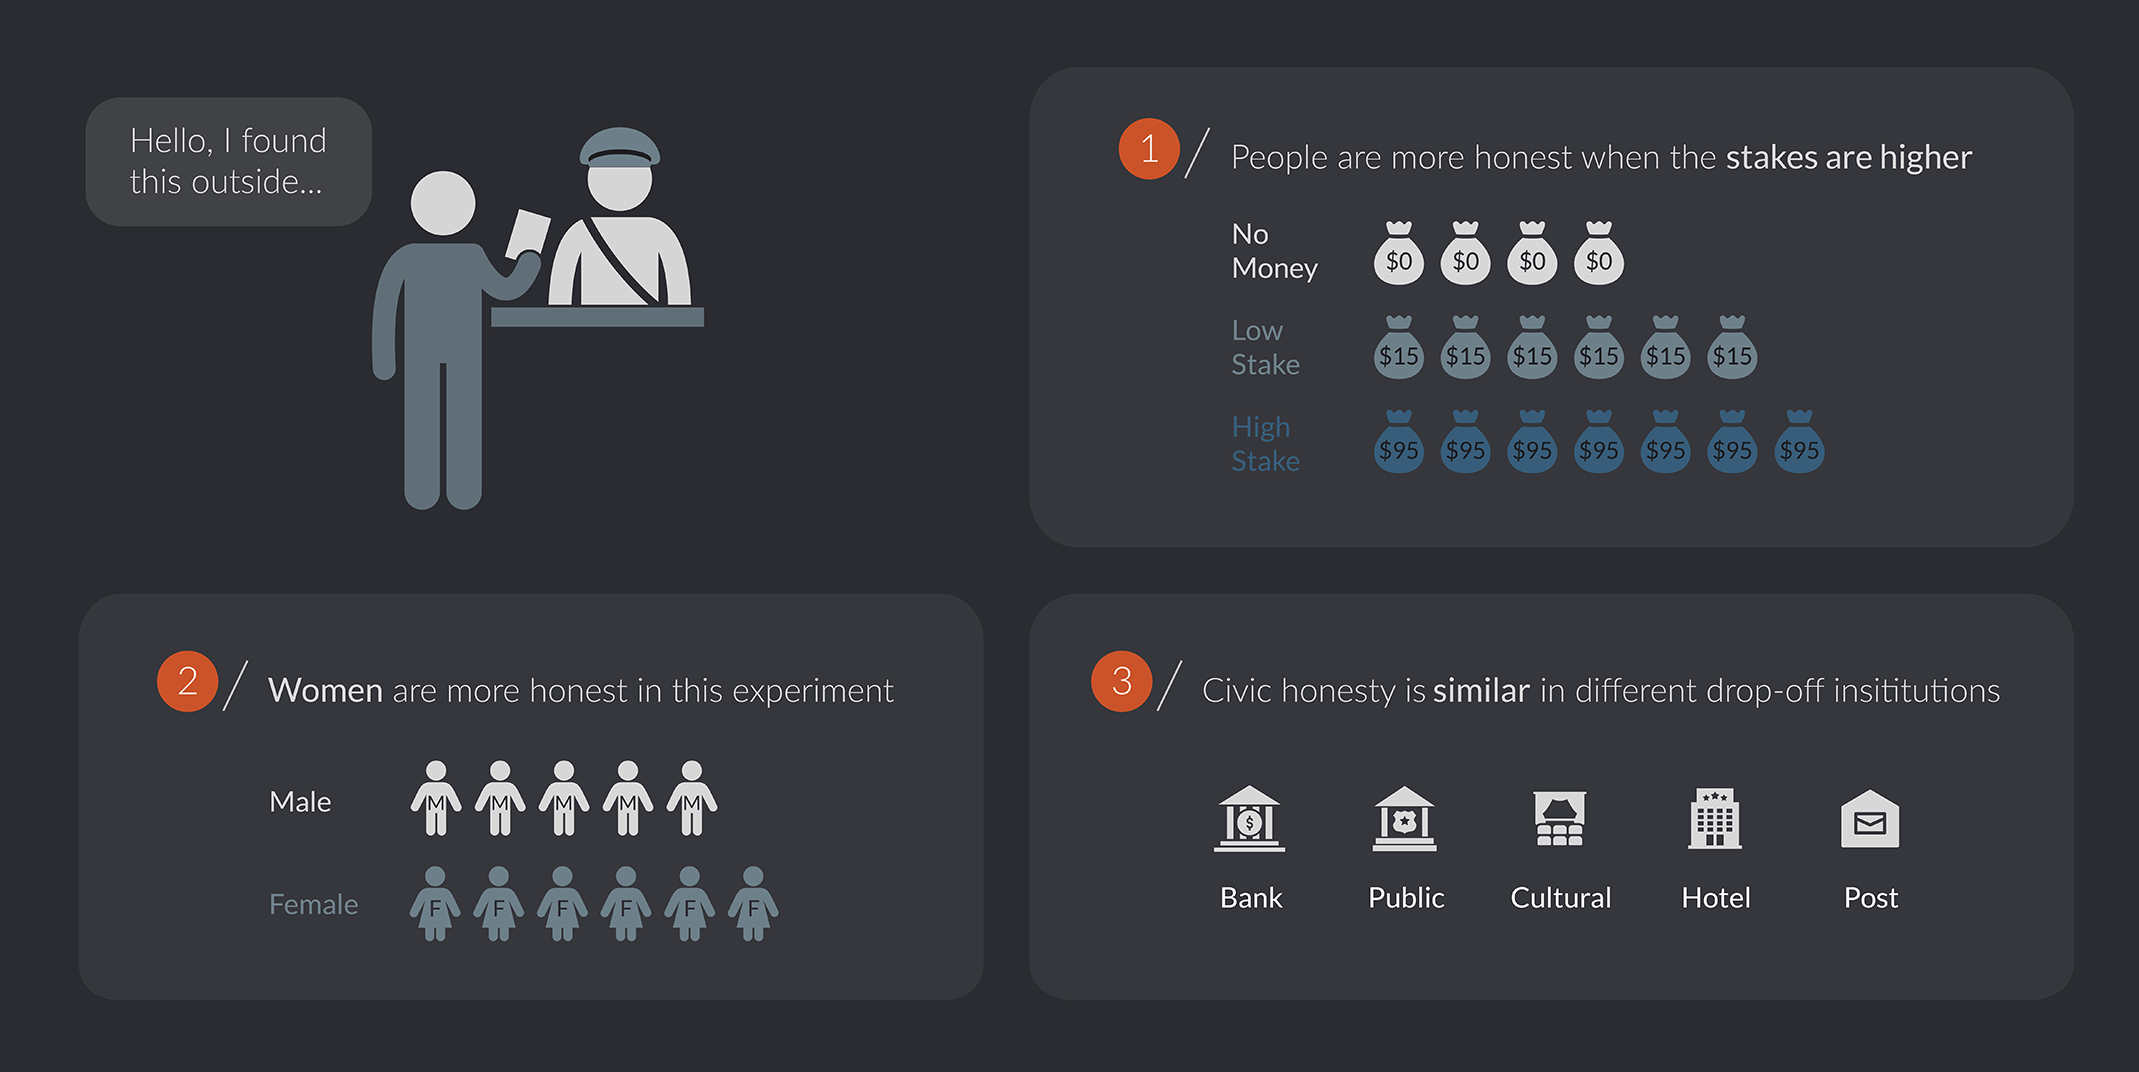 Hello, I found
this outside...
1 / People are more honest when the stakes are higher
No
Money
$0 $0 $0 $0
Low
Stake
$15 $15 $15 $15 $15 $15
High
Stake
$95 $95 $95 $95 $95 $95 $95
2 / Women are more honest in this experiment
Male
M M M M M
Female
F F F F F F
3 / Civic honesty is similar in different drop-off insititutions
$
Bank
Public
Cultural
Hotel
Post